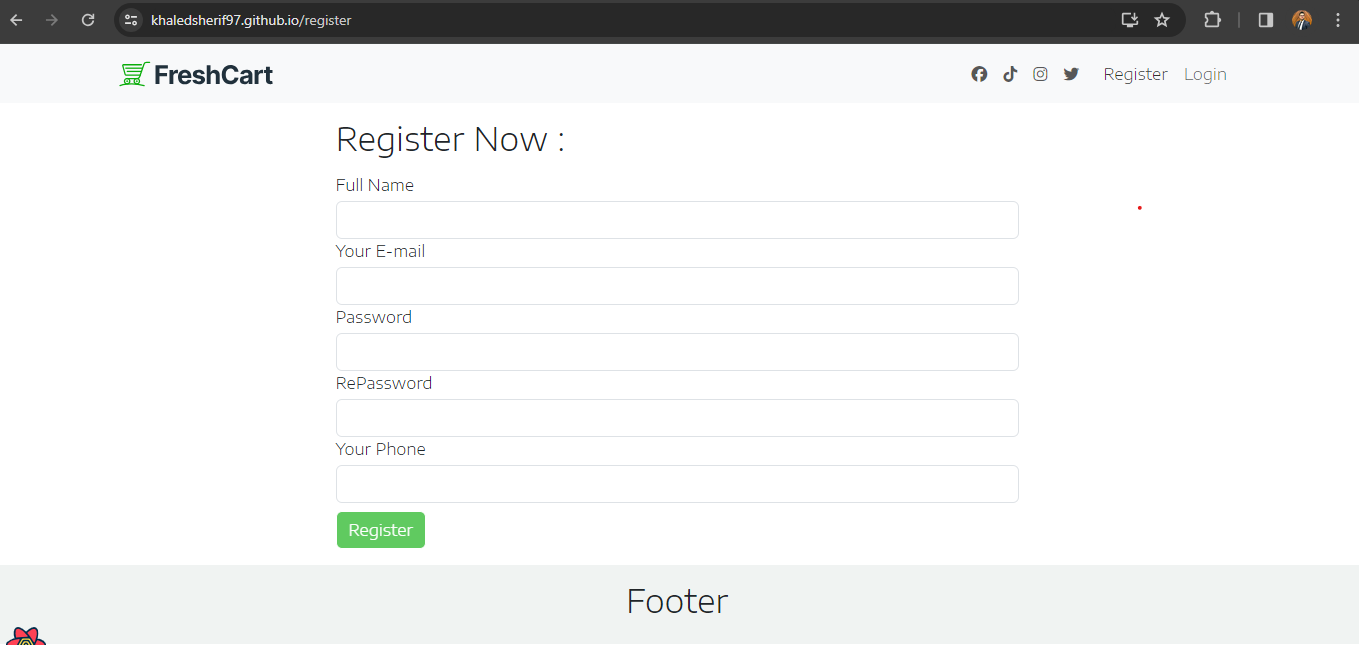 khaledsherif97.github.io/register
FreshCart
Register Login
Register Now :
Full Name
Your E-mail
Password
RePassword
Your Phone
Register
Footer